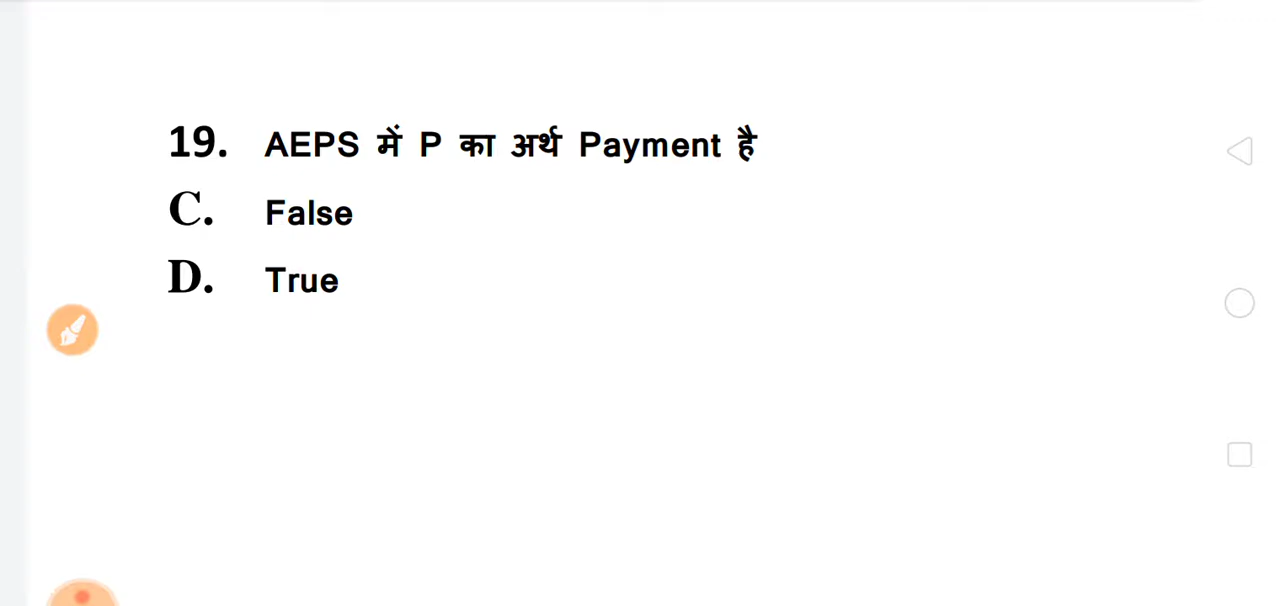 19. AEPS में P का अर्थ Payment है
C. False
D. True